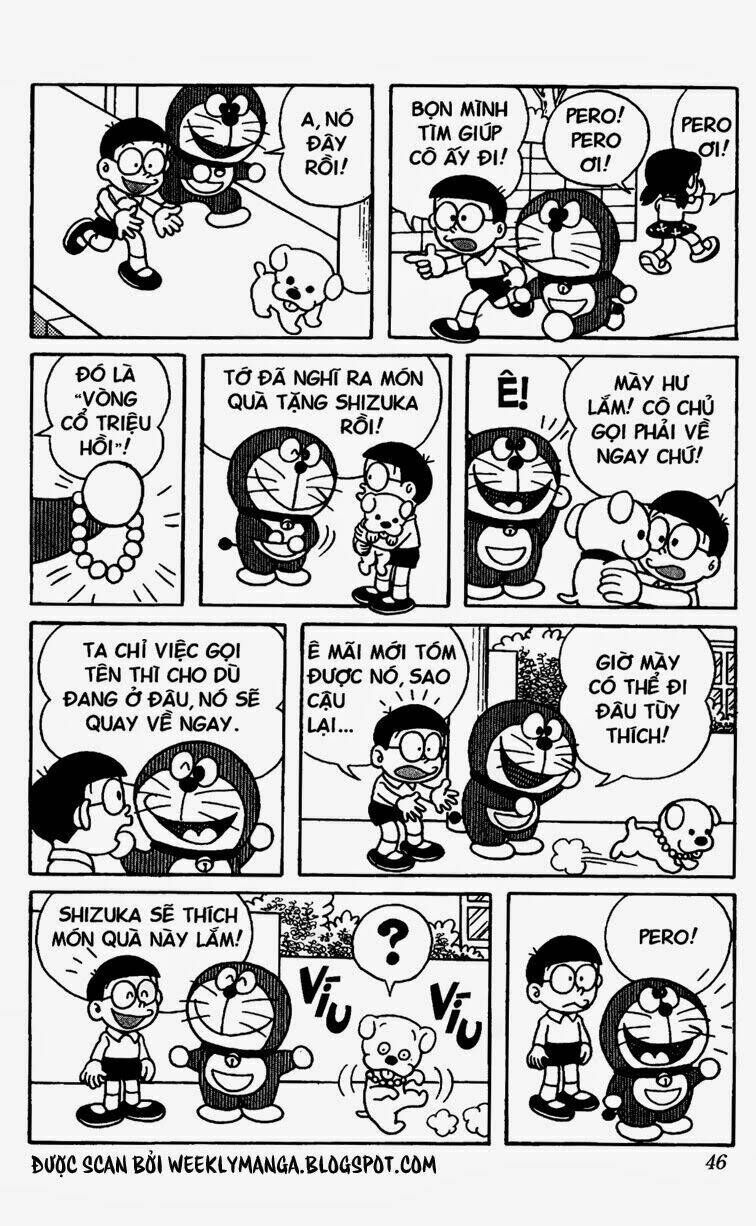 PERO
ƠI!
PERO!
PERO
ƠI!
BỌN MÌNH
TÌM GIÚP
CÔ ẤY ĐI!
A, NÓ
ĐÂY
RỒI!
MÀY HƯ
LẮM! CÔ CHỦ
GỌI PHẢI VỀ
NGAY CHỨ!
Ê!
TỚ ĐÃ NGHĨ RA MÓN
QUÀ TẶNG SHIZUKA
RỒI!
ĐÓ LÀ
“VÒNG
CỔ TRIỆU
HỒI”!
GIỜ MÀY
CÓ THỂ ĐI
ĐÂU TÙY
THÍCH!
Ê MÃI MỚI TÓM
ĐƯỢC NÓ, SAO
CẬU
LẠI...
TA CHỈ VIỆC GỌI
TÊN THÌ CHO DÙ
ĐANG Ở ĐÂU, NÓ SẼ
QUAY VỀ NGAY.
PERO!
VÍU
?
VÍU
SHIZUKA SẼ THÍCH
MÓN QUÀ NÀY LẮM!
ĐƯỢC SCAN BỞI WEEKLYMANGA.BLOGSPOT.COM
46